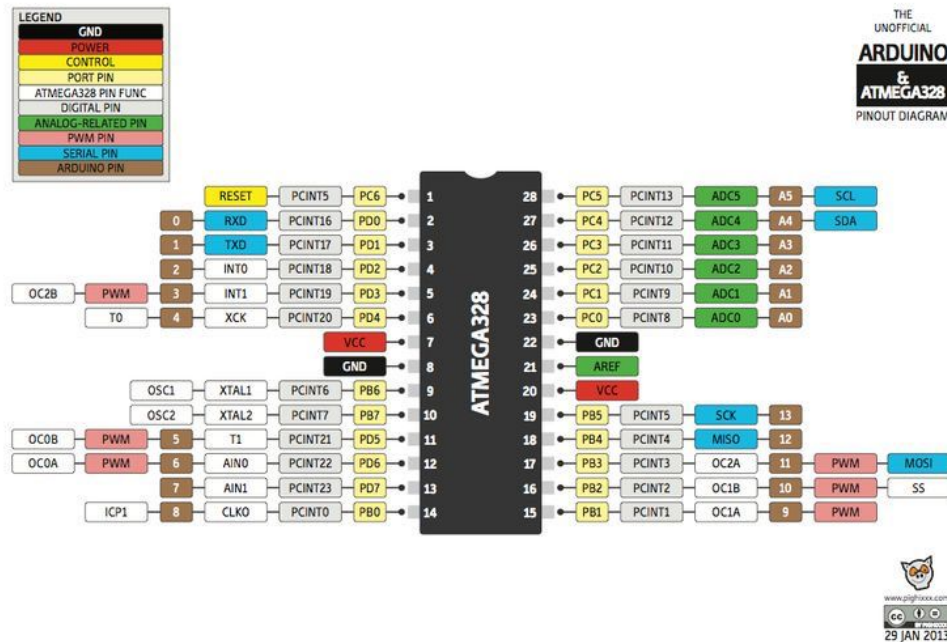 LEGEND
GND
POWER
CONTROL
PORT PIN
ATMEGA328 PIN FUNC
DIGITAL PIN
ANALOG-RELATED PIN
PWM PIN
SERIAL PIN
ARDUINO PIN
THE
UNOFFICIAL
ARDUINO
&
ATMEGA328
PINOUT DIAGRAM
RESET PCINT5 PC6 1 28 PC5 PCINT13 ADC5 A5 SCL
0 RXD PCINT16 PD0 2 27 PC4 PCINT12 ADC4 A4 SDA
1 TXD PCINT17 PD1 3 26 PC3 PCINT11 ADC3 A3
2 INT0 PCINT18 PD2 4 25 PC2 PCINT10 ADC2 A2
OC2B PWM 3 INT1 PCINT19 PD3 5 24 PC1 PCINT9 ADC1 A1
T0 4 XCK PCINT20 PD4 6 23 PC0 PCINT8 ADC0 A0
VCC 7 22 GND
GND 8 21 AREF
OSC1 XTAL1 PCINT6 PB6 9 20 VCC
OSC2 XTAL2 PCINT7 PB7 10 19 PB5 PCINT5 SCK 13
OC0B PWM 5 T1 PCINT21 PD5 11 18 PB4 PCINT4 MISO 12
OC0A PWM 6 AIN0 PCINT22 PD6 12 17 PB3 PCINT3 OC2A 11 PWM MOSI
7 AIN1 PCINT23 PD7 13 16 PB2 PCINT2 OC1B 10 PWM SS
ICP1 8 CLKO PCINT0 PB0 14 15 PB1 PCINT1 OC1A 9 PWM
ATMEGA328
www.pighixxx.com
cc
29 JAN 2013